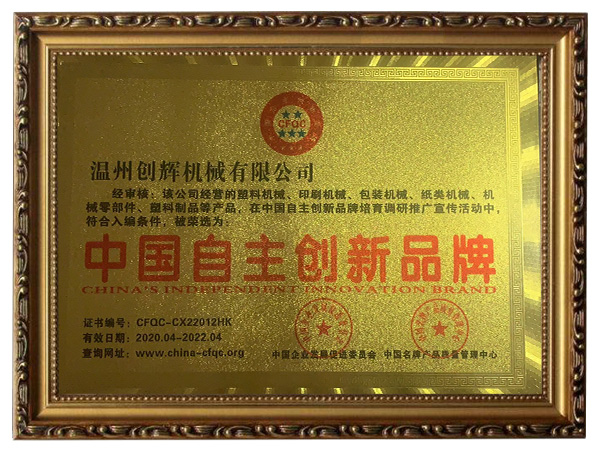 CFQC
温州创辉机械有限公司
经审核：该公司经营的塑料机械、印刷机械、包装机械、纸类机械、机
械零部件、塑料制品等产品，在中国自主创新品牌培育调研推广宣传活动中，
符合入编条件，被荣选为：
中国自主创新品牌
CHINA'S INDEPENDENT INNOVATION BRAND
证书编号：CFQC-CX22012HK
有效日期：2020.04-2022.04
查询网址：www.china-cfqc.org
中国企业发展促进委员会 中国名牌产品质量管理中心